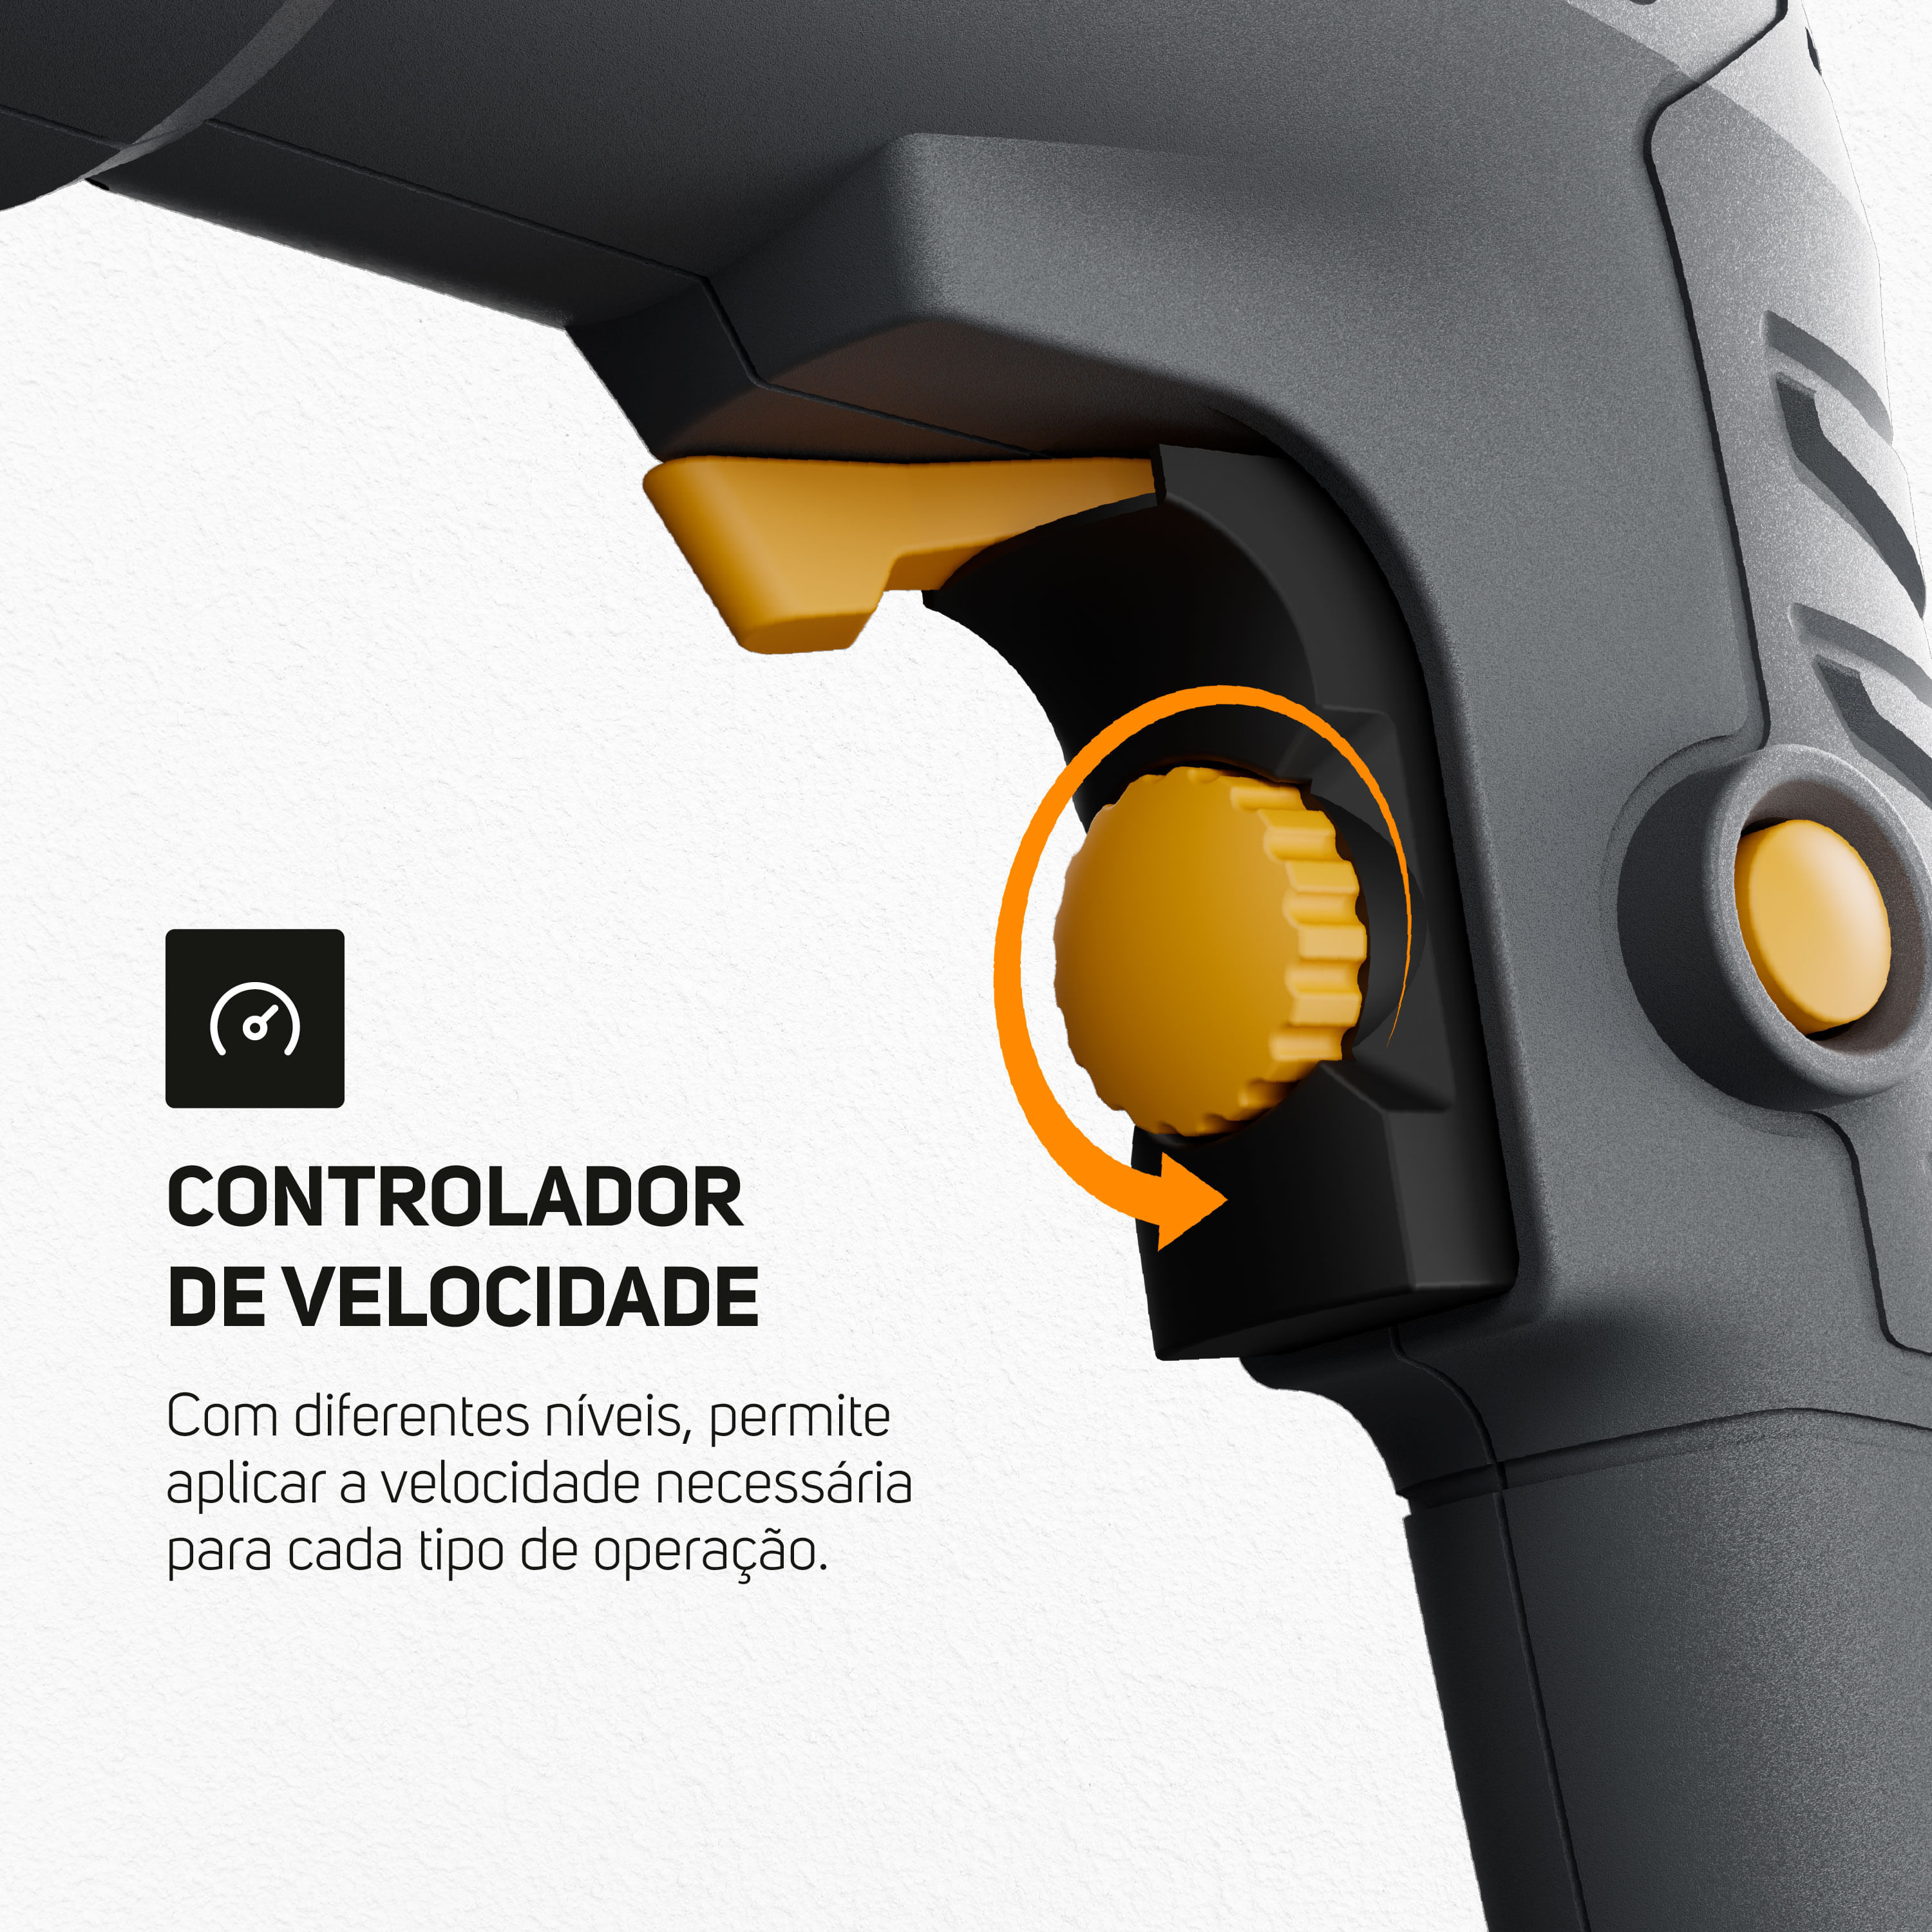 CONTROLADOR
DE VELOCIDADE
Com diferentes níveis, permite
aplicar a velocidade necessária
para cada tipo de operação.